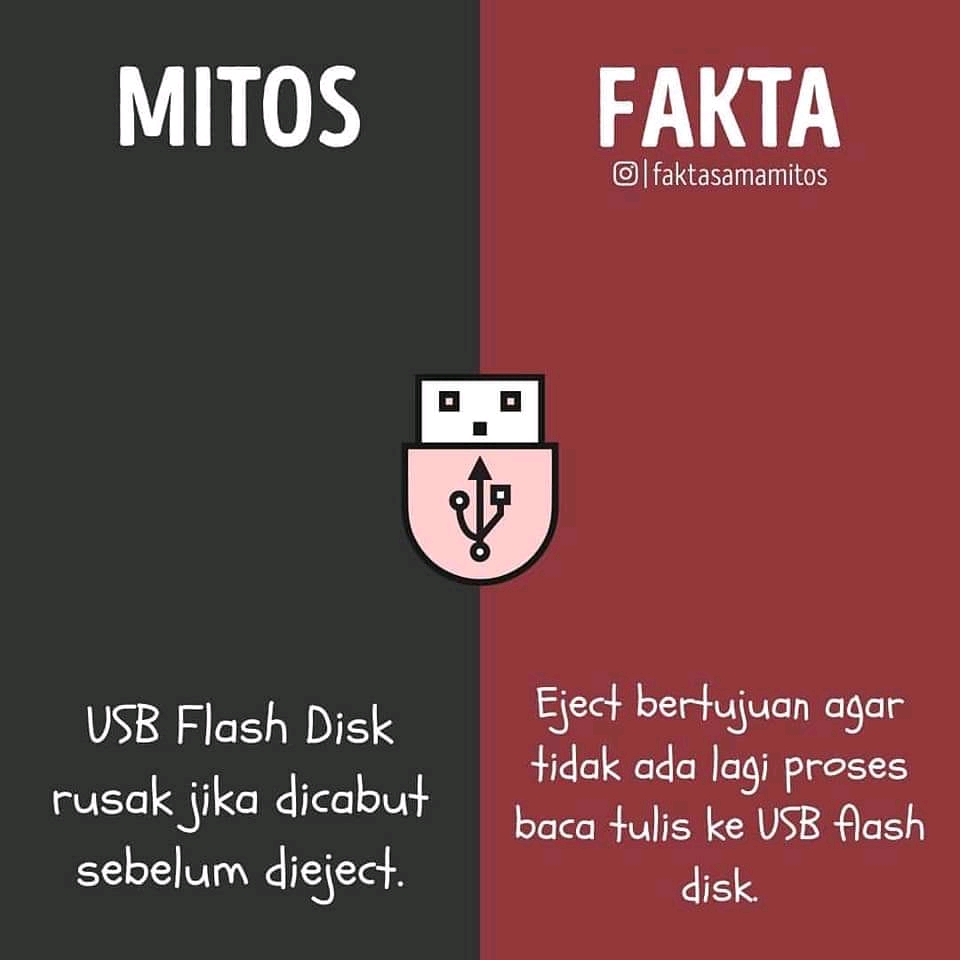 MITOS
USB Flash Disk
rusak jika dicabut
sebelum dieject.
FAKTA
faktasamamitos
Eject bertujuan agar
tidak ada lagi proses
baca tulis ke USB flash
disk.